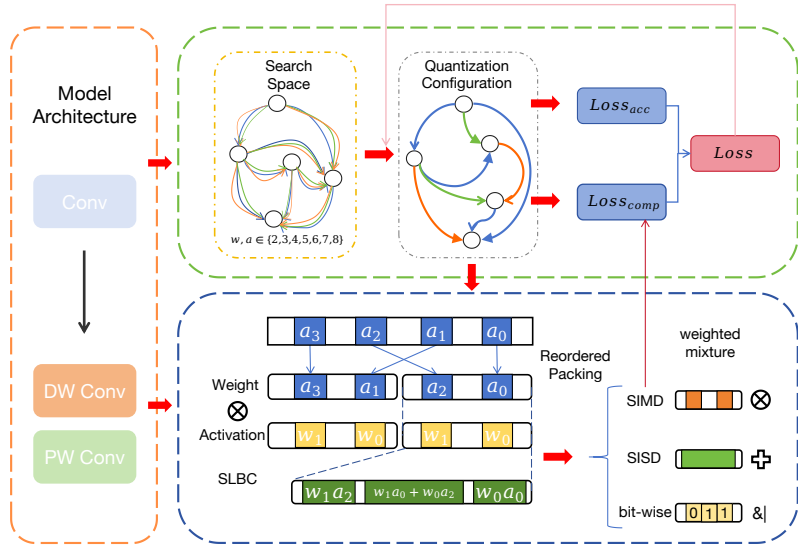 Model
Architecture
Conv
DW Conv
PW Conv
Search
Space
w, a ∈ {2,3,4,5,6,7,8}
Quantization
Configuration
Loss_acc
Loss_comp
Loss
a_3 a_2 a_1 a_0
Weight a_3 a_1 a_2 a_0
⊗
Activation w_1 w_0 w_1 w_0
SLBC
w_1a_2 w_1a_0 + w_0a_2 w_0a_0
Reordered
Packing
weighted
mixture
SIMD ⊗
SISD
bit-wise 0 1 1 &|